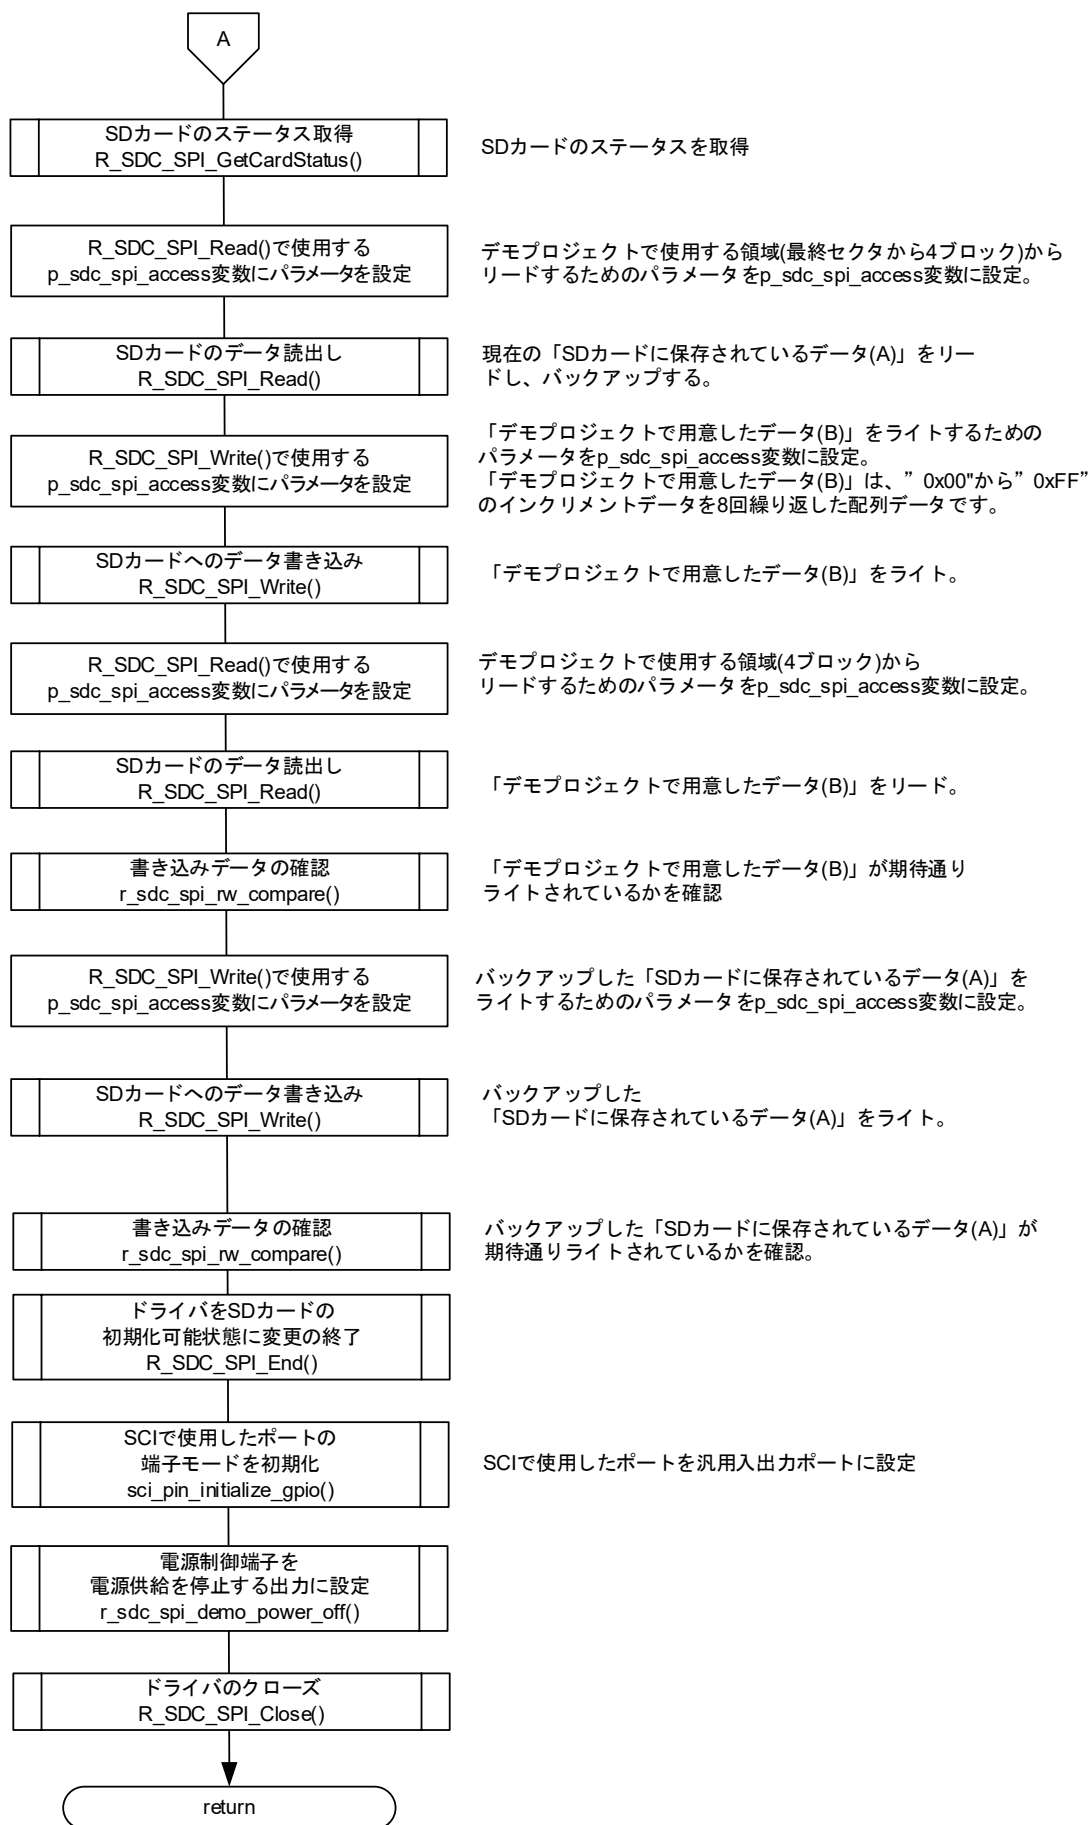 A
SDカードのステータス取得
R_SDC_SPI_GetCardStatus()
SDカードのステータスを取得
R_SDC_SPI_Read()で使用する
p_sdc_spi_access変数にパラメータを設定
デモプロジェクトで使用する領域(最終セクタから4ブロック)から
リードするためのパラメータをp_sdc_spi_access変数に設定。
SDカードのデータ読出し
R_SDC_SPI_Read()
現在の「SDカードに保存されているデータ(A)」をリー
ドし、バックアップする。
R_SDC_SPI_Write()で使用する
p_sdc_spi_access変数にパラメータを設定
「デモプロジェクトで用意したデータ(B)」をライトするための
パラメータをp_sdc_spi_access変数に設定。
「デモプロジェクトで用意したデータ(B)」は、”0x00"から”0xFF”
のインクリメントデータを8回繰り返した配列データです。
SDカードへのデータ書き込み
R_SDC_SPI_Write()
「デモプロジェクトで用意したデータ(B)」をライト。
R_SDC_SPI_Read()で使用する
p_sdc_spi_access変数にパラメータを設定
デモプロジェクトで使用する領域(4ブロック)から
リードするためのパラメータをp_sdc_spi_access変数に設定。
SDカードのデータ読出し
R_SDC_SPI_Read()
「デモプロジェクトで用意したデータ(B)」をリード。
書き込みデータの確認
r_sdc_spi_rw_compare()
「デモプロジェクトで用意したデータ(B)」が期待通り
ライトされているかを確認
R_SDC_SPI_Write()で使用する
p_sdc_spi_access変数にパラメータを設定
バックアップした「SDカードに保存されているデータ(A)」を
ライトするためのパラメータをp_sdc_spi_access変数に設定。
SDカードへのデータ書き込み
R_SDC_SPI_Write()
バックアップした
「SDカードに保存されているデータ(A)」をライト。
書き込みデータの確認
r_sdc_spi_rw_compare()
バックアップした「SDカードに保存されているデータ(A)」が
期待通りライトされているかを確認。
ドライバをSDカードの
初期化可能状態に変更の終了
R_SDC_SPI_End()
SCIで使用したポートの
端子モードを初期化
sci_pin_initialize_gpio()
SCIで使用したポートを汎用入出力ポートに設定
電源制御端子を
電源供給を停止する出力に設定
r_sdc_spi_demo_power_off()
ドライバのクローズ
R_SDC_SPI_Close()
return